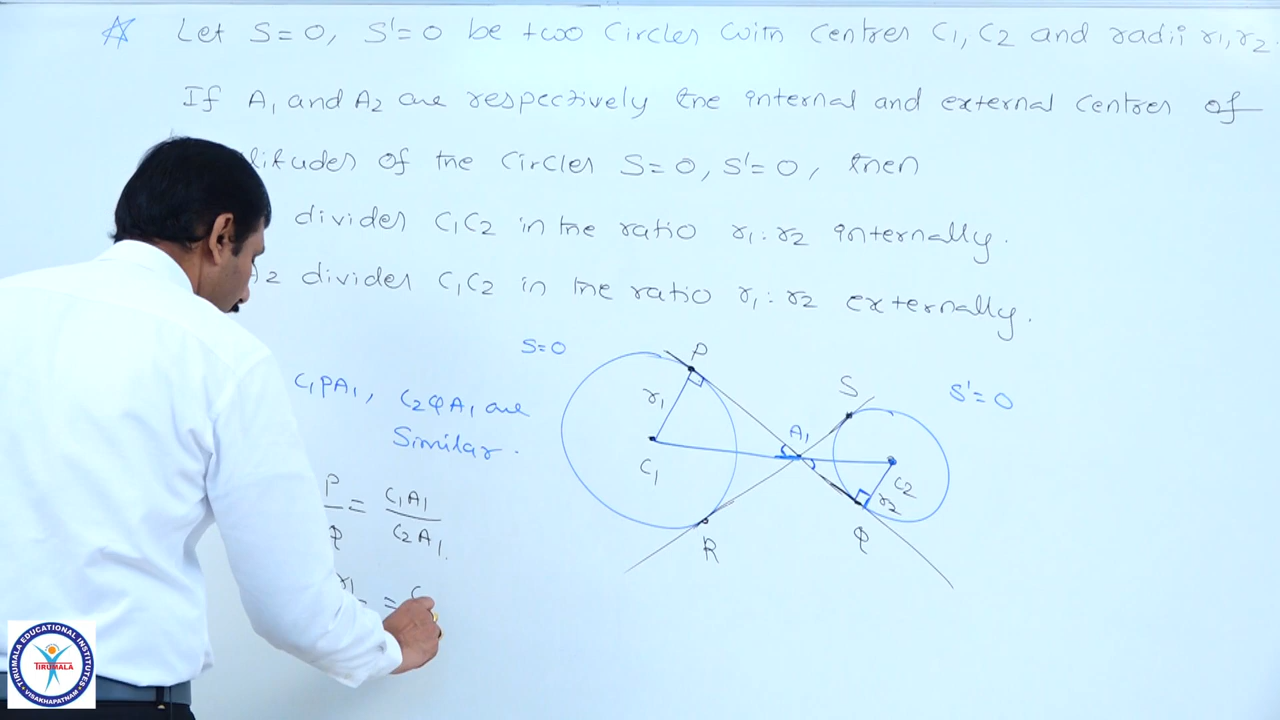 Let S=0, S'=0 be two Circles with Centres C1, C2 and radii r1, r2.
If A1 and A2 are respectively the internal and external Centres of
litudes of the Circles S=0, S'=0, then
divides C1C2 in the ratio r1:r2 internally.
A2 divides C1C2 in the ratio r1:r2 externally.
S=0
P
S
S'=0
r1
A1
C1
C2
r2
R
Q
C1PA1, C2QA1 are
Similar.
P = C1A1
Q C2A1.
r1 = C
TIRUMALA EDUCATIONAL INSTITUTES
TIRUMALA
VISAKHAPATNAM